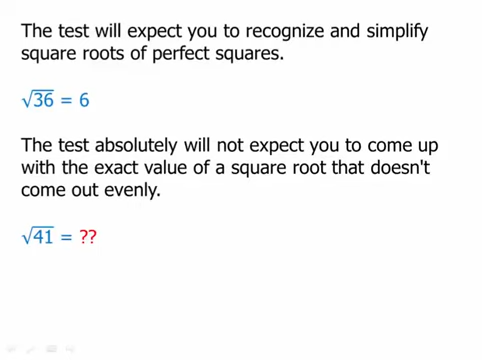 The test will expect you to recognize and simplify
square roots of perfect squares.
√36 = 6
The test absolutely will not expect you to come up
with the exact value of a square root that doesn't
come out evenly.
√41 = ??